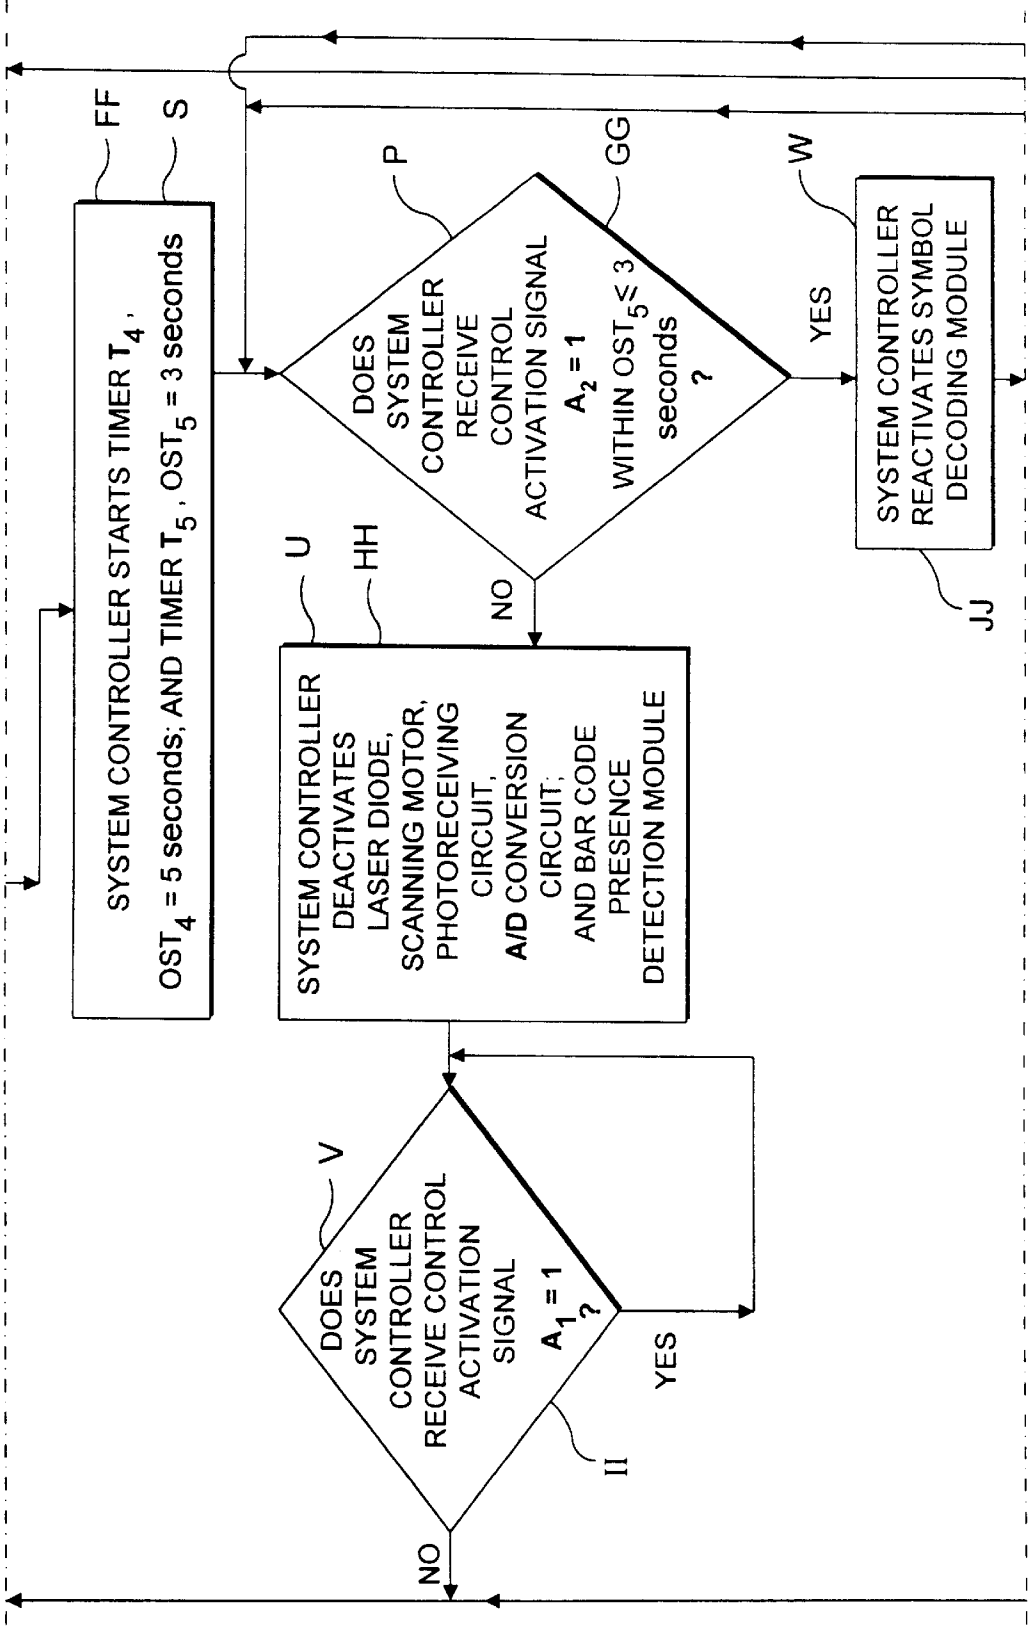 SYSTEM CONTROLLER STARTS TIMER T4,
OST4 = 5 seconds; AND TIMER T5, OST5 = 3 seconds
FF
S
DOES
SYSTEM
CONTROLLER
RECEIVE
CONTROL
ACTIVATION SIGNAL
A2 = 1
WITHIN OST5 ≤ 3
seconds
?
P
GG
NO
YES
SYSTEM CONTROLLER
DEACTIVATES
LASER DIODE,
SCANNING MOTOR,
PHOTORECEIVING
CIRCUIT,
A/D CONVERSION
CIRCUIT;
AND BAR CODE
PRESENCE
DETECTION MODULE
U
HH
DOES
SYSTEM
CONTROLLER
RECEIVE CONTROL
ACTIVATION
SIGNAL
A1 = 1
?
V
II
NO
YES
SYSTEM CONTROLLER
REACTIVATES SYMBOL
DECODING MODULE
W
JJ